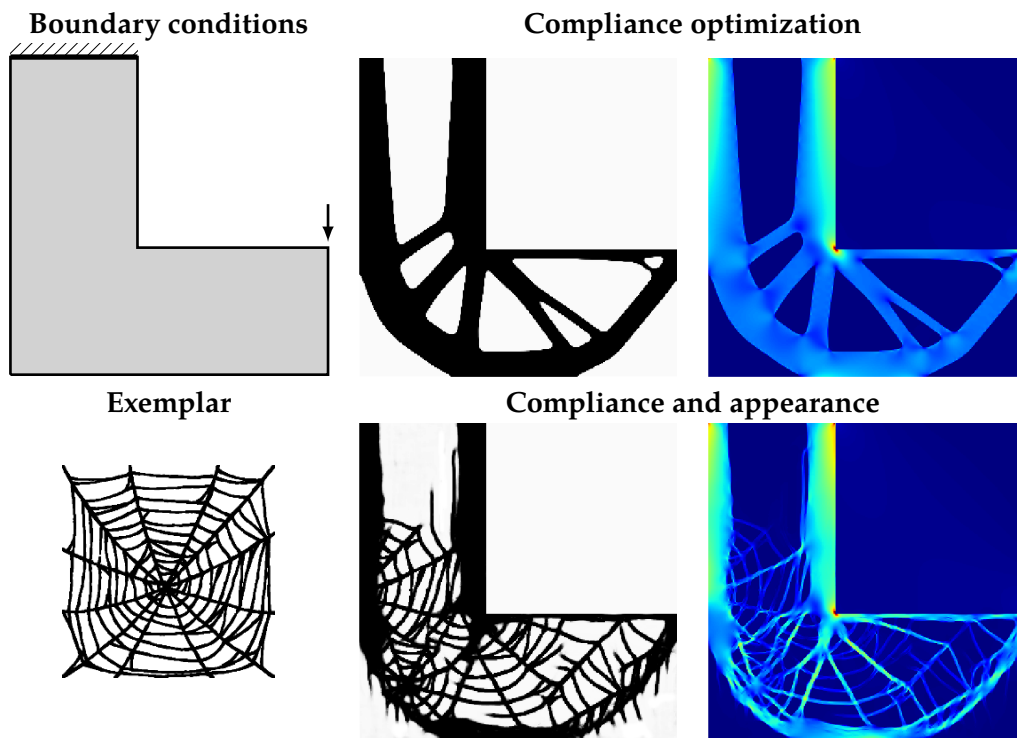 Boundary conditions
Compliance optimization
Exemplar
Compliance and appearance